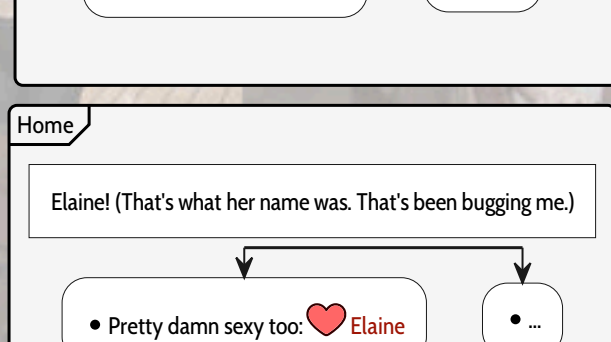 Home
Elaine! (That's what her name was. That's been bugging me.)
• Pretty damn sexy too: Elaine
• ...